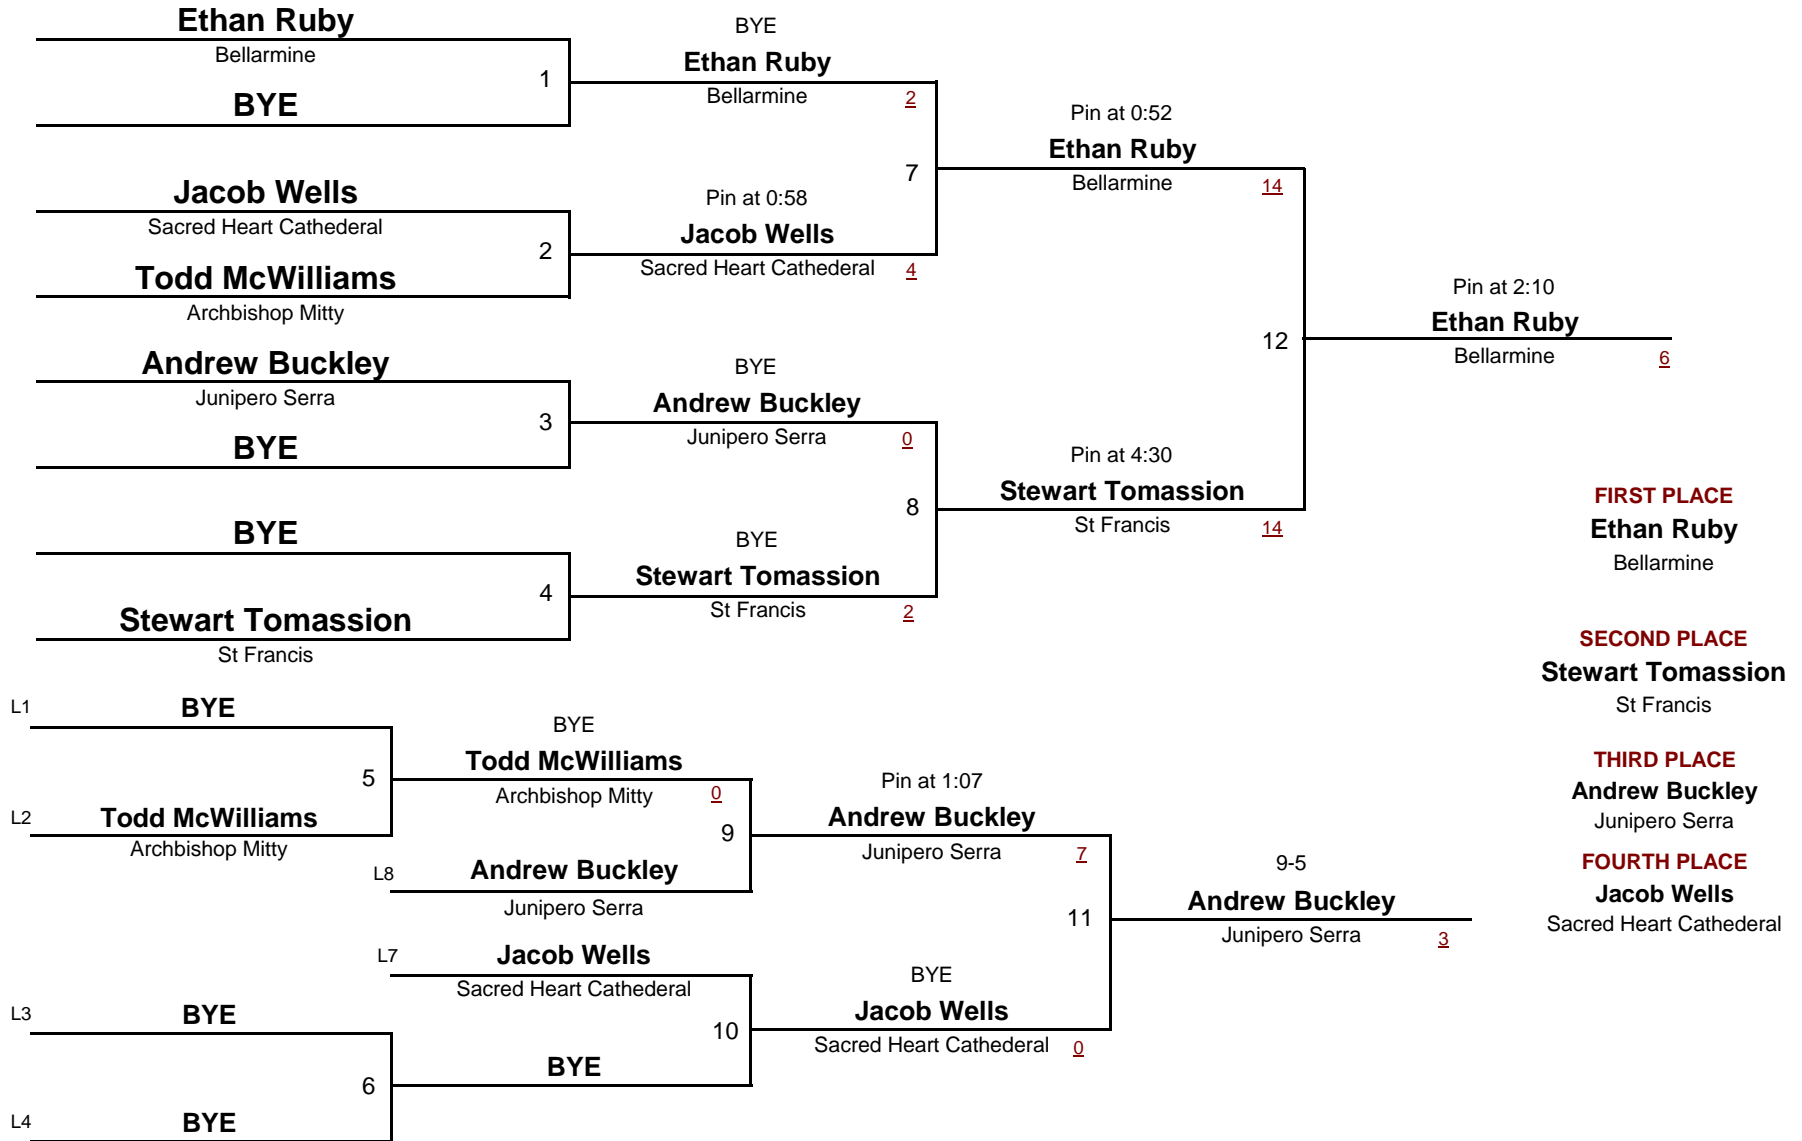 Ethan Ruby
Bellarmine
1
BYE
BYE
Ethan Ruby
Bellarmine
2
Jacob Wells
Sacred Heart Cathederal
2
Todd McWilliams
Archbishop Mitty
Pin at 0:58
Jacob Wells
Sacred Heart Cathederal
4
7
Pin at 0:52
Ethan Ruby
Bellarmine
14
Andrew Buckley
Junipero Serra
3
BYE
BYE
Andrew Buckley
Junipero Serra
0
BYE
4
Stewart Tomassion
St Francis
BYE
Stewart Tomassion
St Francis
2
8
Pin at 4:30
Stewart Tomassion
St Francis
14
12
Pin at 2:10
Ethan Ruby
Bellarmine
6
FIRST PLACE
Ethan Ruby
Bellarmine
SECOND PLACE
Stewart Tomassion
St Francis
THIRD PLACE
Andrew Buckley
Junipero Serra
FOURTH PLACE
Jacob Wells
Sacred Heart Cathederal
L1
BYE
5
L2
Todd McWilliams
Archbishop Mitty
BYE
Todd McWilliams
Archbishop Mitty
0
9
L8
Andrew Buckley
Junipero Serra
Pin at 1:07
Andrew Buckley
Junipero Serra
7
L7
Jacob Wells
Sacred Heart Cathederal
10
BYE
L3
BYE
6
L4
BYE
BYE
Jacob Wells
Sacred Heart Cathederal
0
11
9-5
Andrew Buckley
Junipero Serra
3